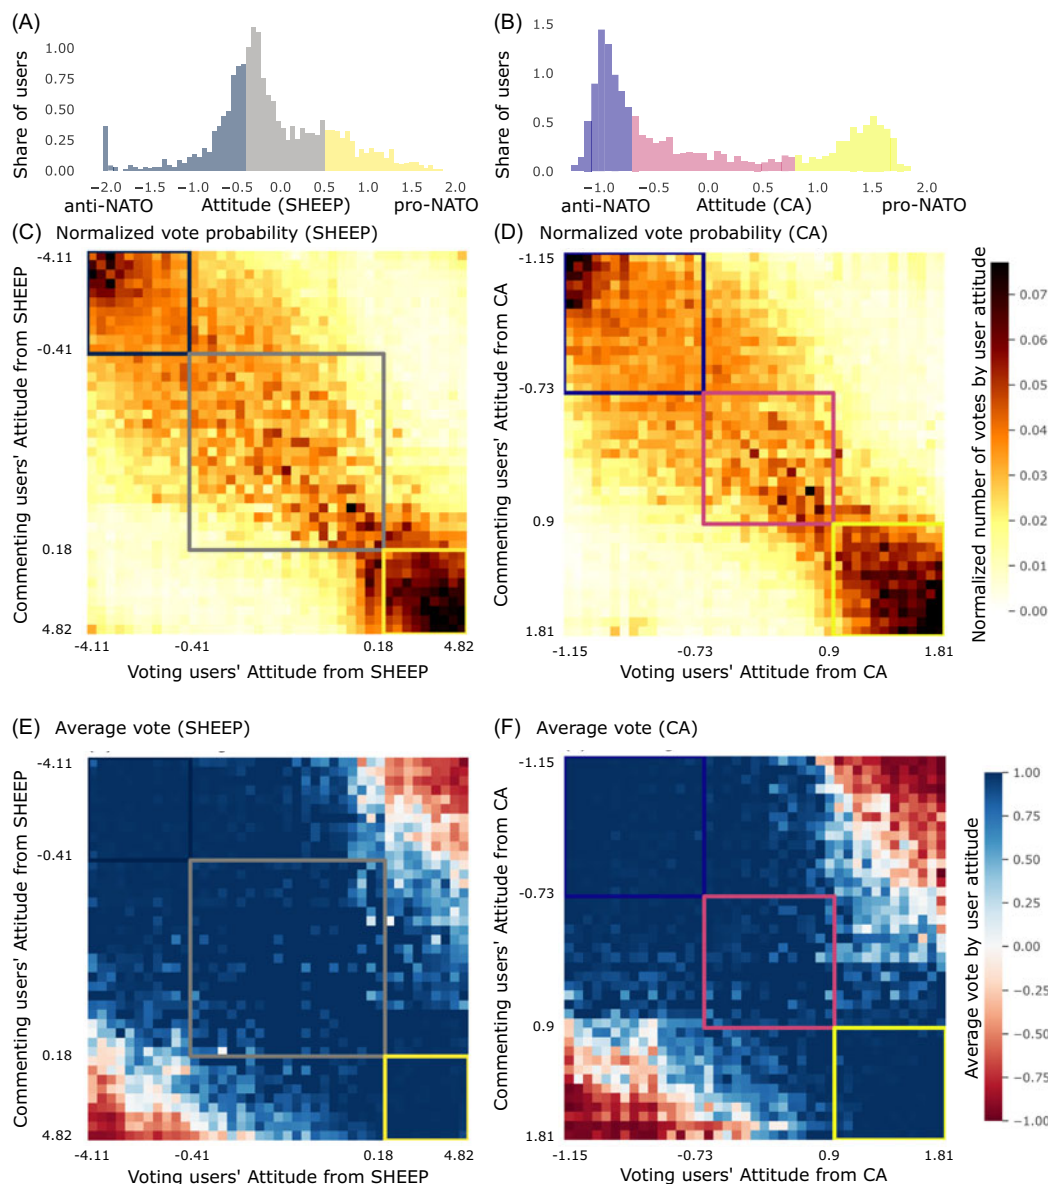 (A)
Share of users
1.00
0.75
0.50
0.25
0.00
−2.0 −1.5 −1.0 −0.5 0.0 0.5 1.0 1.5 2.0
anti-NATO Attitude (SHEEP) pro-NATO
(B)
Share of users
1.5
1.0
0.5
0.0
−1.0 −0.5 0.0 0.5 1.0 1.5 2.0
anti-NATO Attitude (CA) pro-NATO
(C) Normalized vote probability (SHEEP)
Commenting users' Attitude from SHEEP
-4.11
-0.41
0.18
4.82
-4.11 -0.41 0.18 4.82
Voting users' Attitude from SHEEP
(D) Normalized vote probability (CA)
Commenting users' Attitude from CA
-1.15
-0.73
0.9
1.81
-1.15 -0.73 0.9 1.81
Voting users' Attitude from CA
Normalized number of votes by user attitude
0.07
0.06
0.05
0.04
0.03
0.02
0.01
0.00
(E) Average vote (SHEEP)
Commenting users' Attitude from SHEEP
-4.11
-0.41
0.18
4.82
-4.11 -0.41 0.18 4.82
Voting users' Attitude from SHEEP
(F) Average vote (CA)
Commenting users' Attitude from CA
-1.15
-0.73
0.9
1.81
-1.15 -0.73 0.9 1.81
Voting users' Attitude from CA
Average vote by user attitude
1.00
0.75
0.50
0.25
0.00
−0.25
−0.50
−0.75
−1.00